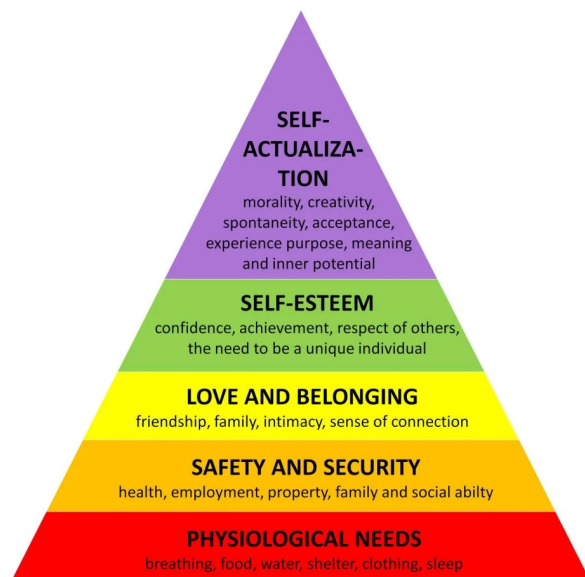 SELF-
ACTUALIZA-
TION
morality, creativity,
spontaneity, acceptance,
experience purpose, meaning
and inner potential
SELF-ESTEEM
confidence, achievement, respect of others,
the need to be a unique individual
LOVE AND BELONGING
friendship, family, intimacy, sense of connection
SAFETY AND SECURITY
health, employment, property, family and social abilty
PHYSIOLOGICAL NEEDS
breathing, food, water, shelter, clothing, sleep